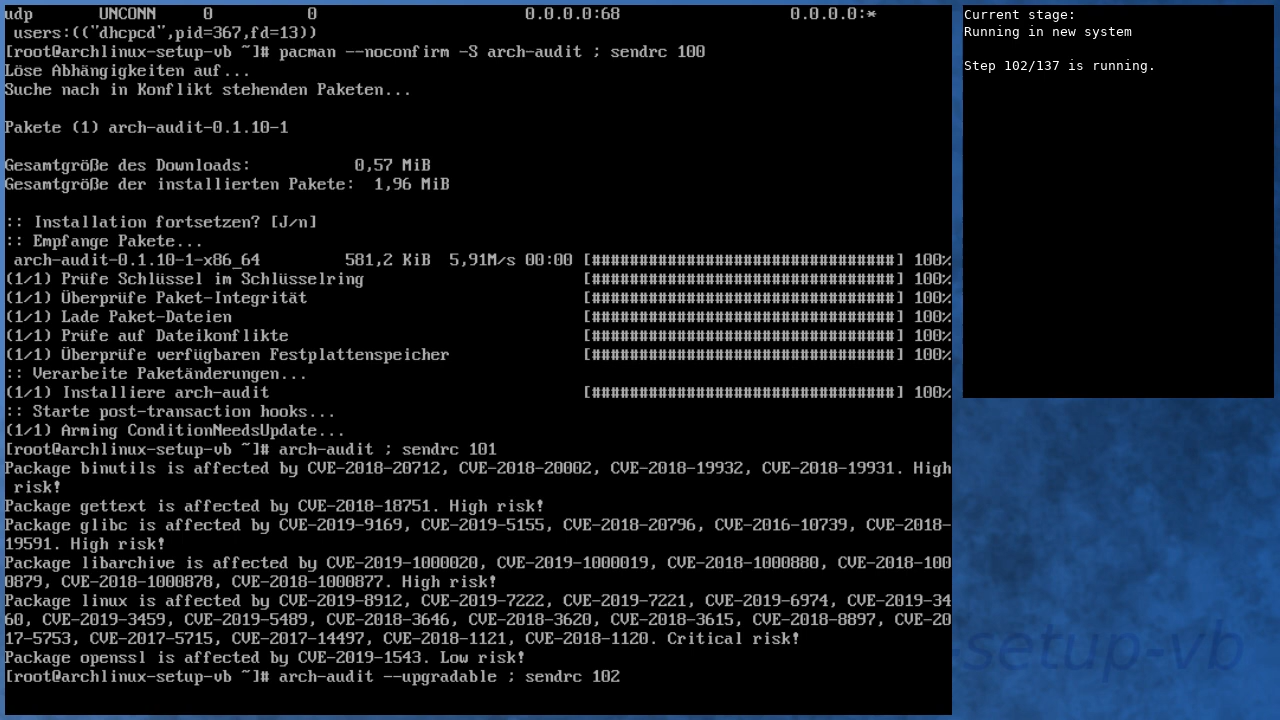 udp       UNCONN     0          0                      0.0.0.0:68                  0.0.0.0:*
 users:(("dhcpcd",pid=367,fd=13))
[root@archlinux-setup-vb ~]# pacman --noconfirm -S arch-audit ; sendrc 100
Löse Abhängigkeiten auf...
Suche nach in Konflikt stehenden Paketen...
Pakete (1) arch-audit-0.1.10-1
Gesamtgröße des Downloads:           0,57 MiB
Gesamtgröße der installierten Pakete:  1,96 MiB
:: Installation fortsetzen? [J/n]
:: Empfange Pakete...
 arch-audit-0.1.10-1-x86_64         581,2 KiB  5,91M/s 00:00 [################################] 100%
(1/1) Prüfe Schlüssel im Schlüsselring                       [################################] 100%
(1/1) Überprüfe Paket-Integrität                             [################################] 100%
(1/1) Lade Paket-Dateien                                     [################################] 100%
(1/1) Prüfe auf Dateikonflikte                               [################################] 100%
(1/1) Überprüfe verfügbaren Festplattenspeicher              [################################] 100%
:: Verarbeite Paketänderungen...
(1/1) Installiere arch-audit                                 [################################] 100%
:: Starte post-transaction hooks...
(1/1) Arming ConditionNeedsUpdate...
[root@archlinux-setup-vb ~]# arch-audit ; sendrc 101
Package binutils is affected by CVE-2018-20712, CVE-2018-20002, CVE-2018-19932, CVE-2018-19931. High
 risk!
Package gettext is affected by CVE-2018-18751. High risk!
Package glibc is affected by CVE-2019-9169, CVE-2019-5155, CVE-2018-20796, CVE-2016-10739, CVE-2018-
19591. High risk!
Package libarchive is affected by CVE-2019-1000020, CVE-2019-1000019, CVE-2018-1000880, CVE-2018-100
0879, CVE-2018-1000878, CVE-2018-1000877. High risk!
Package linux is affected by CVE-2019-8912, CVE-2019-7222, CVE-2019-7221, CVE-2019-6974, CVE-2019-34
60, CVE-2019-3459, CVE-2019-5489, CVE-2018-3646, CVE-2018-3620, CVE-2018-3615, CVE-2018-8897, CVE-20
17-5753, CVE-2017-5715, CVE-2017-14497, CVE-2018-1121, CVE-2018-1120. Critical risk!
Package openssl is affected by CVE-2019-1543. Low risk!
[root@archlinux-setup-vb ~]# arch-audit --upgradable ; sendrc 102
Current stage:
Running in new system
Step 102/137 is running.
-setup-vb